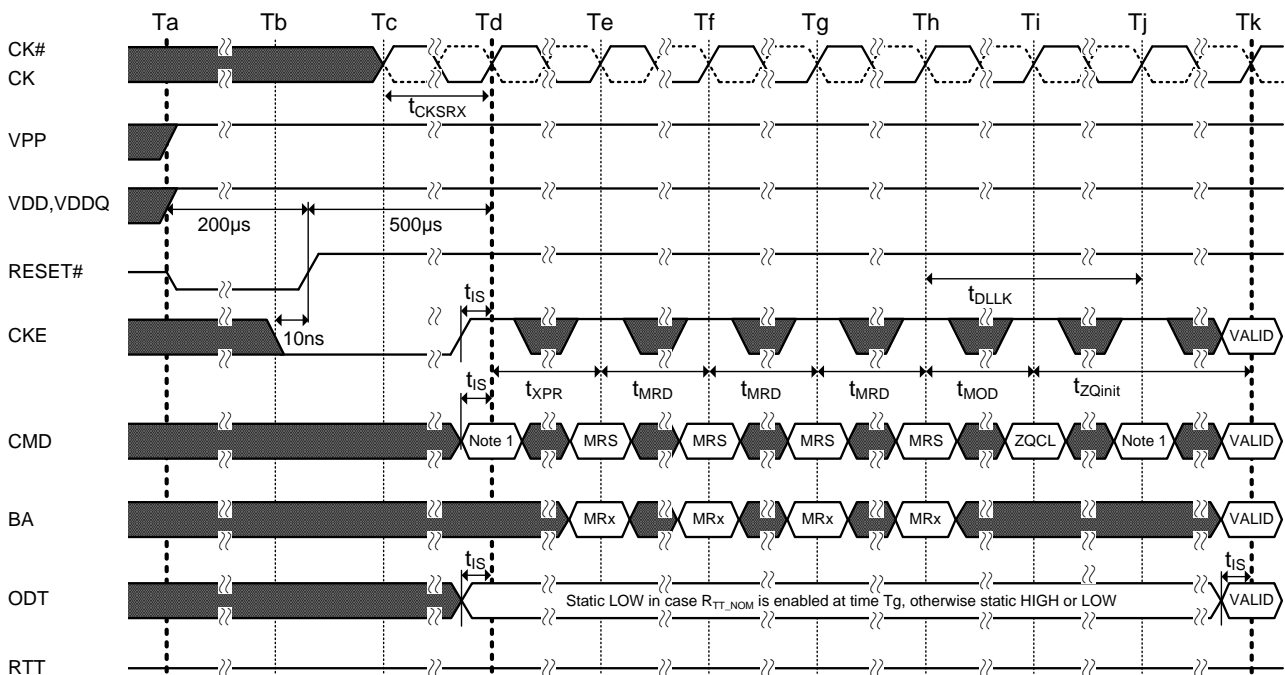 Ta Tb Tc Td Te Tf Tg Th Ti Tj Tk
CK#
CK
tCKSRX
VPP
VDD,VDDQ
200µs 500µs
RESET#
tIS tDLLK
CKE 10ns VALID
tIS tXPR tMRD tMRD tMRD tMOD tZQinit
CMD Note 1 MRS MRS MRS MRS ZQCL Note 1 VALID
BA MRx MRx MRx MRx VALID
tIS tIS
ODT Static LOW in case RTT_NOM is enabled at time Tg, otherwise static HIGH or LOW VALID
RTT